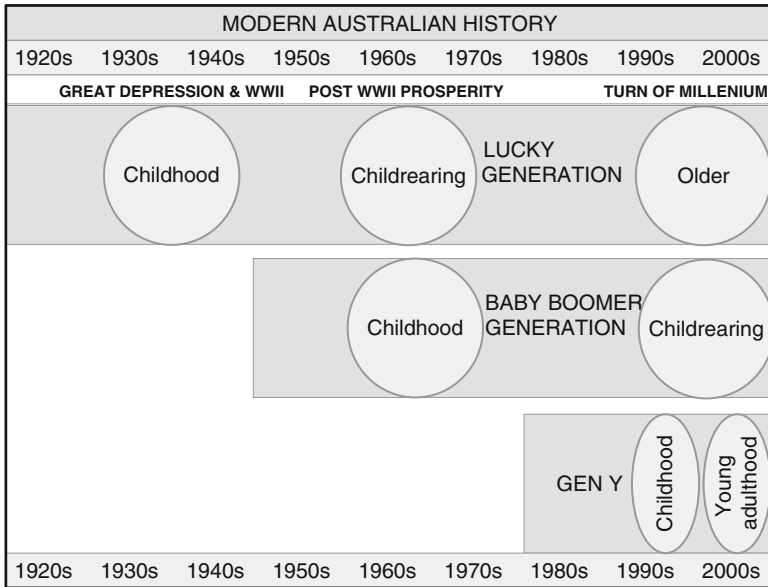 MODERN AUSTRALIAN HISTORY
1920s 1930s 1940s 1950s 1960s 1970s 1980s 1990s 2000s
GREAT DEPRESSION & WWII POST WWII PROSPERITY TURN OF MILLENIUM
Childhood Childrearing LUCKY GENERATION Older
Childhood BABY BOOMER GENERATION Childrearing
GEN Y Childhood Young adulthood
1920s 1930s 1940s 1950s 1960s 1970s 1980s 1990s 2000s